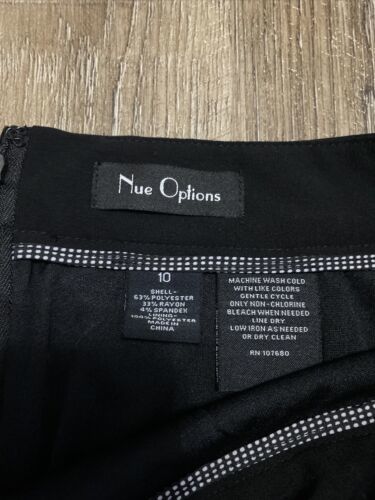 Nue Options
10
SHELL-
63% POLYESTER
33% RAYON
4% SPANDEX
LINING-
100% POLYESTER
MADE IN
CHINA
MACHINE WASH COLD
WITH LIKE COLORS
GENTLE CYCLE
ONLY NON-CHLORINE
BLEACH WHEN NEEDED
LINE DRY
LOW IRON AS NEEDED
OR DRY CLEAN
RN 107680